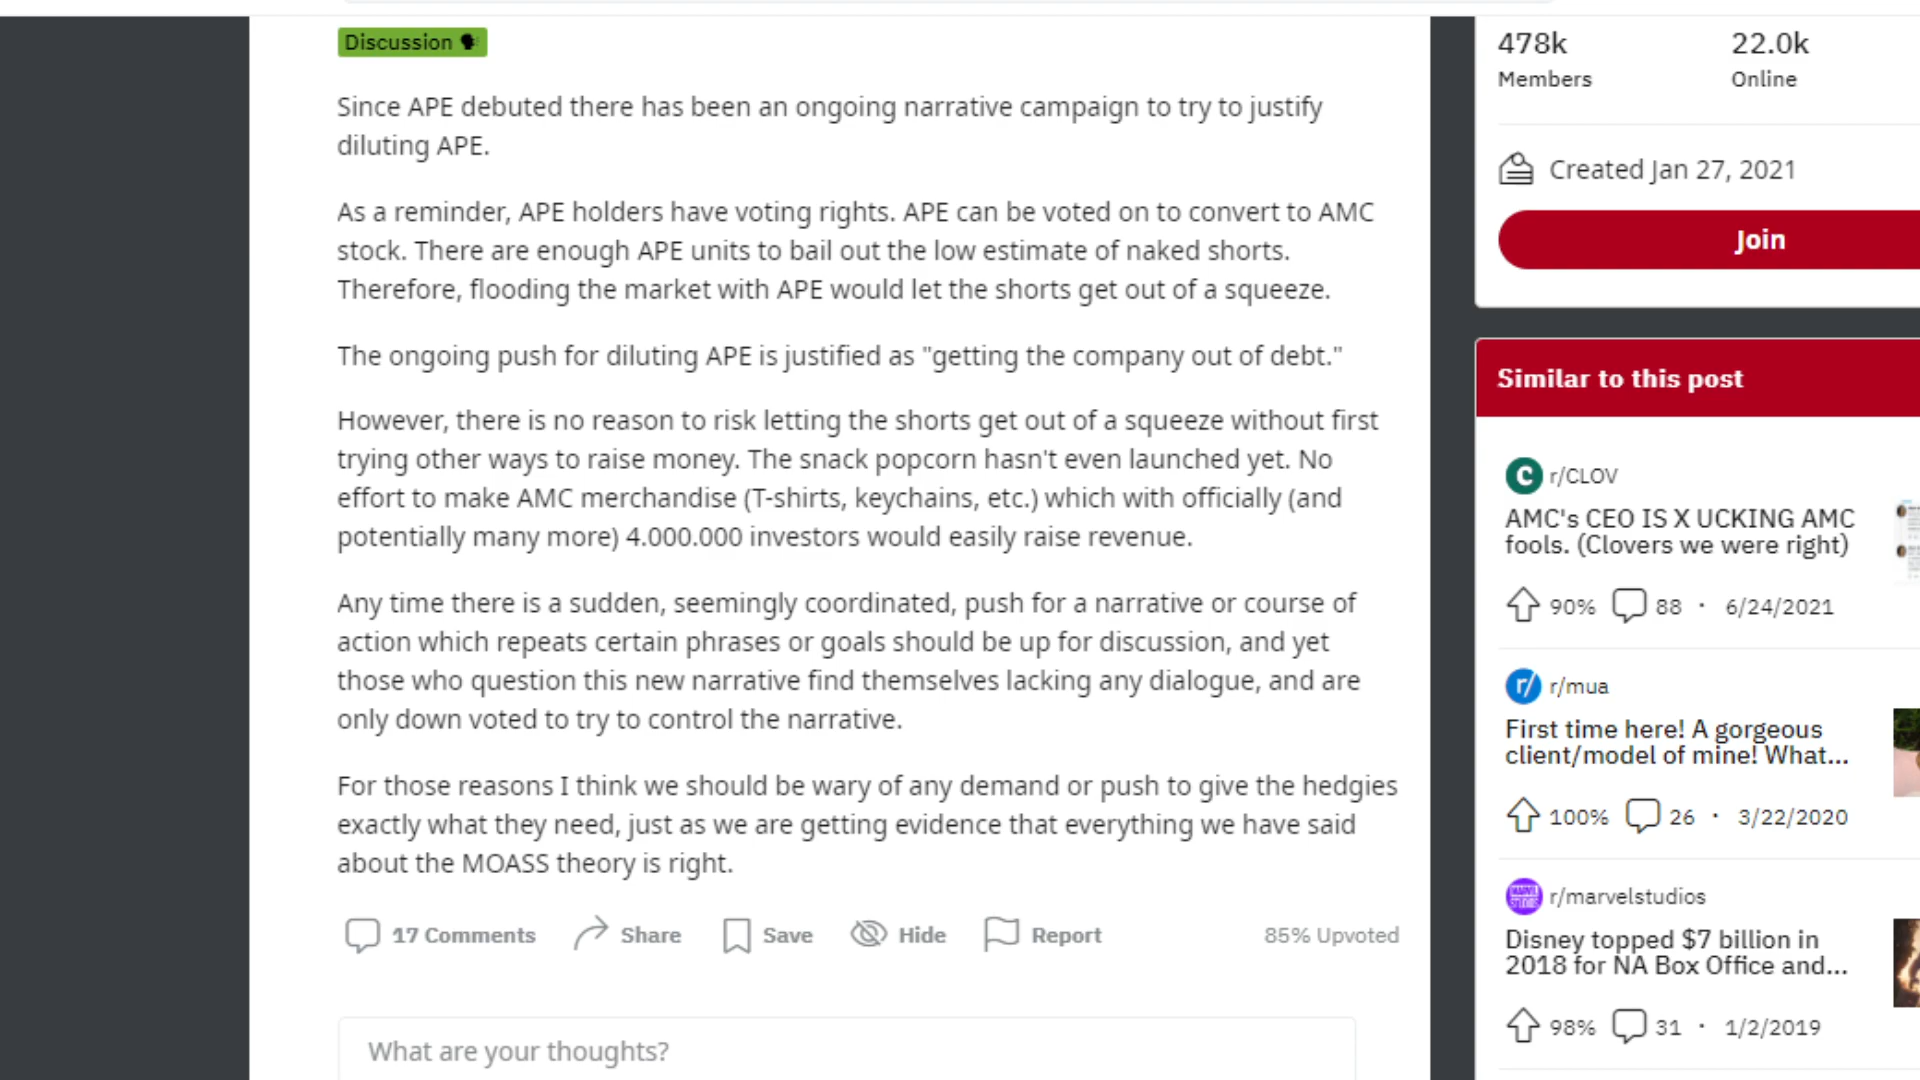 Discussion 🗣
Since APE debuted there has been an ongoing narrative campaign to try to justify
diluting APE.
As a reminder, APE holders have voting rights. APE can be voted on to convert to AMC
stock. There are enough APE units to bail out the low estimate of naked shorts.
Therefore, flooding the market with APE would let the shorts get out of a squeeze.
The ongoing push for diluting APE is justified as "getting the company out of debt."
However, there is no reason to risk letting the shorts get out of a squeeze without first
trying other ways to raise money. The snack popcorn hasn't even launched yet. No
effort to make AMC merchandise (T-shirts, keychains, etc.) which with officially (and
potentially many more) 4.000.000 investors would easily raise revenue.
Any time there is a sudden, seemingly coordinated, push for a narrative or course of
action which repeats certain phrases or goals should be up for discussion, and yet
those who question this new narrative find themselves lacking any dialogue, and are
only down voted to try to control the narrative.
For those reasons I think we should be wary of any demand or push to give the hedgies
exactly what they need, just as we are getting evidence that everything we have said
about the MOASS theory is right.
17 Comments Share Save Hide Report 85% Upvoted
What are your thoughts?
478k 22.0k
Members Online
Created Jan 27, 2021
Join
Similar to this post
r/CLOV
AMC's CEO IS X UCKING AMC
fools. (Clovers we were right)
90% 88 · 6/24/2021
r/ r/mua
First time here! A gorgeous
client/model of mine! What...
100% 26 · 3/22/2020
r/marvelstudios
Disney topped $7 billion in
2018 for NA Box Office and...
98% 31 · 1/2/2019